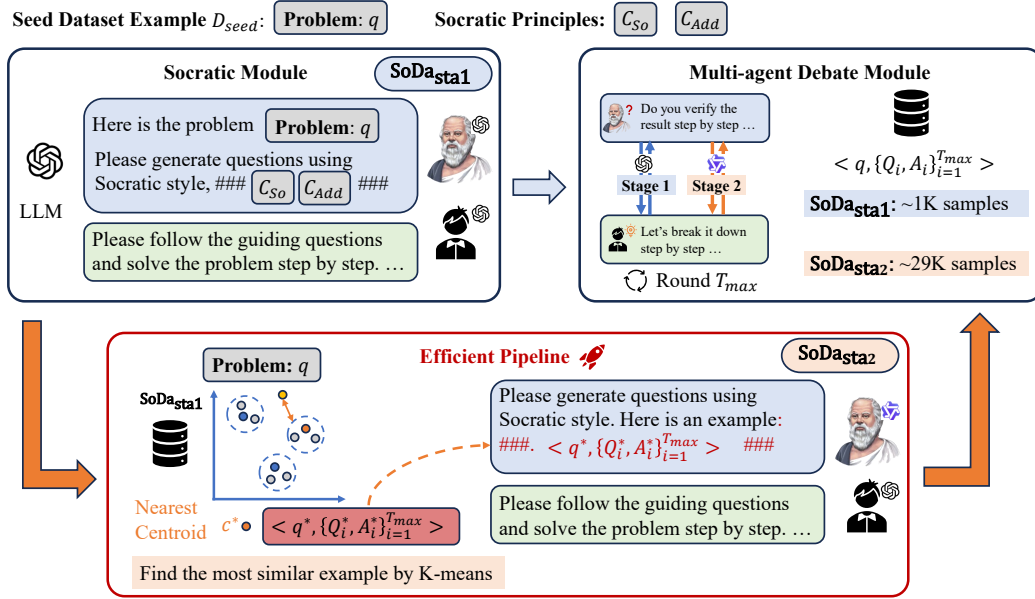 Seed Dataset Example D_seed: Problem: q Socratic Principles: C_So C_Add
Socratic Module SoDa_sta1
Here is the problem Problem: q
Please generate questions using
Socratic style, ### C_So C_Add ###
LLM
Please follow the guiding questions
and solve the problem step by step. …
Multi-agent Debate Module
? Do you verify the
result step by step …
Stage 1 Stage 2
Let's break it down
step by step …
Round T_max
< q, {Q_i, A_i}_{i=1}^{T_max} >
SoDa_sta1: ~1K samples
SoDa_sta2: ~29K samples
Efficient Pipeline SoDa_sta2
Problem: q
SoDa_sta1
Nearest
Centroid c*
< q*, {Q_i*, A_i*}_{i=1}^{T_max} >
Find the most similar example by K-means
Please generate questions using
Socratic style. Here is an example:
###. < q*, {Q_i*, A_i*}_{i=1}^{T_max} > ###
Please follow the guiding questions
and solve the problem step by step. …